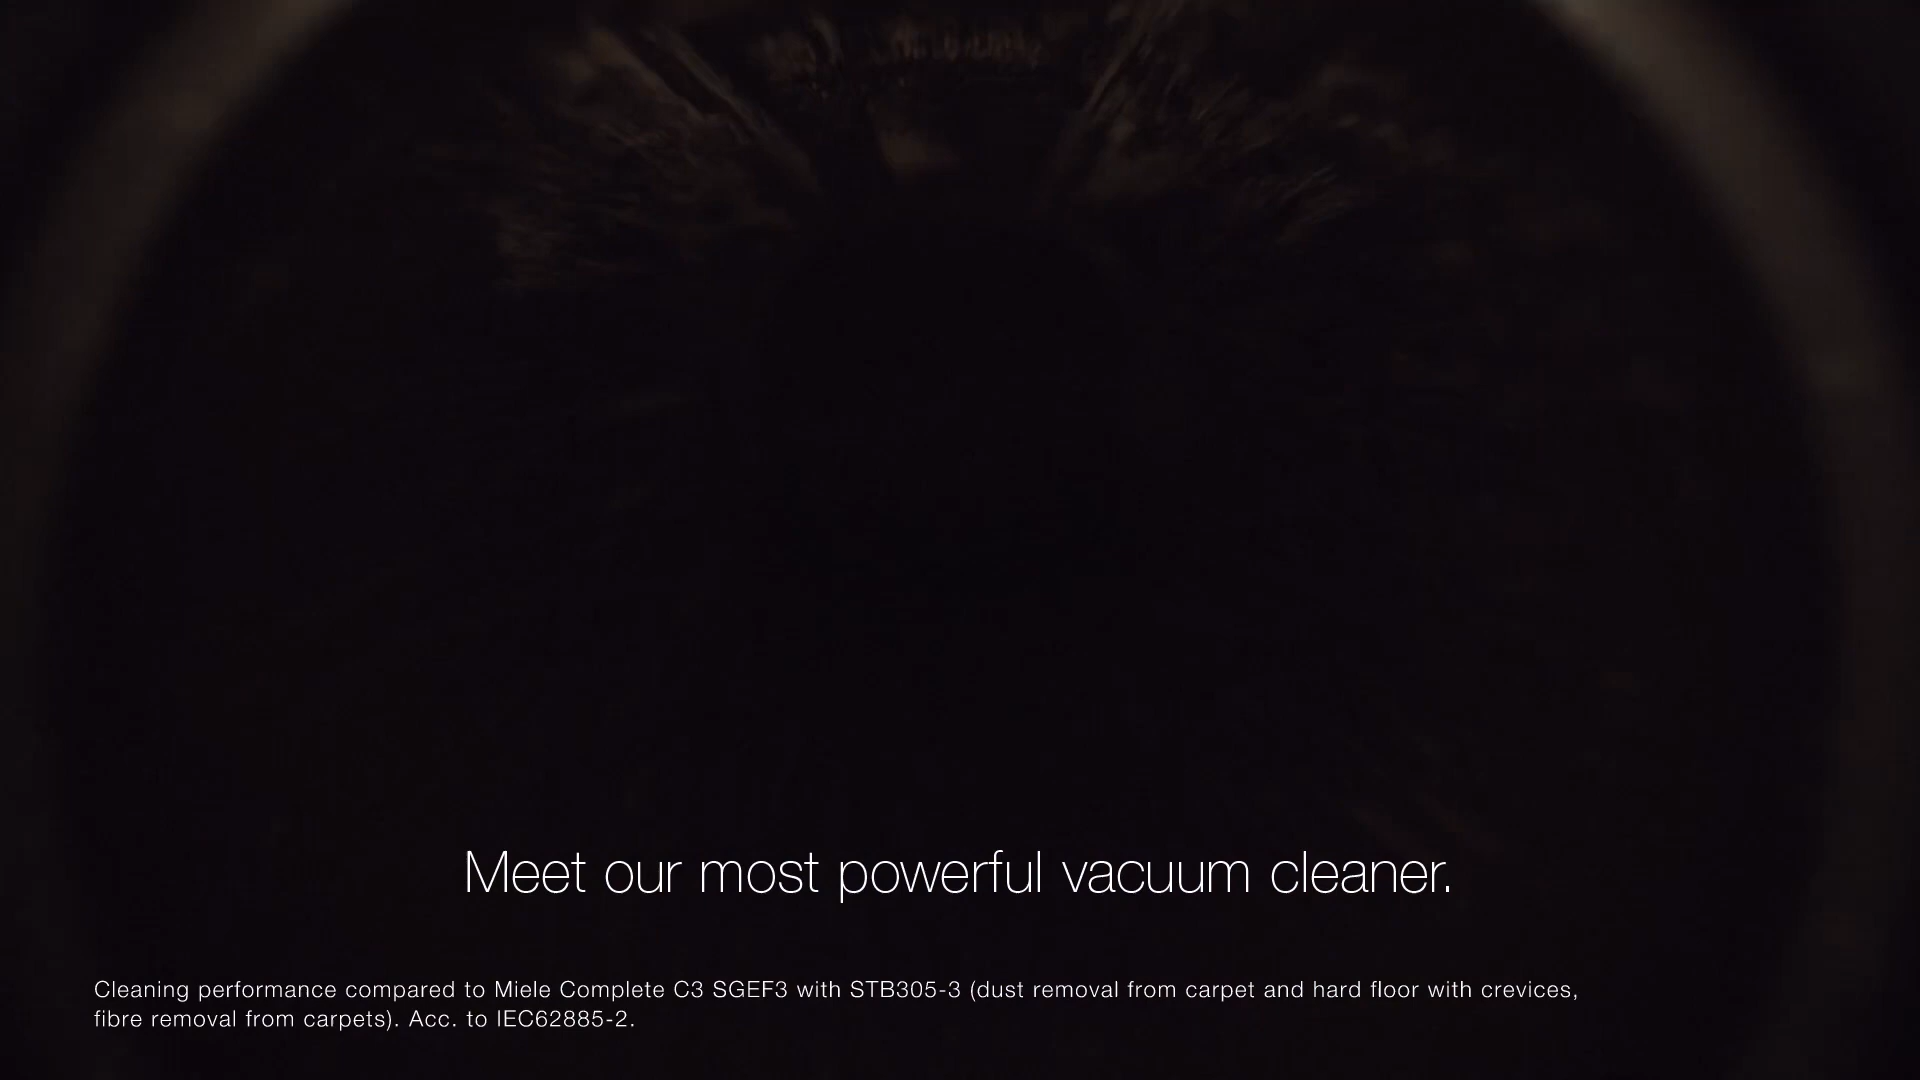 Meet our most powerful vacuum cleaner.
Cleaning performance compared to Miele Complete C3 SGEF3 with STB305-3 (dust removal from carpet and hard floor with crevices,
fibre removal from carpets). Acc. to IEC62885-2.